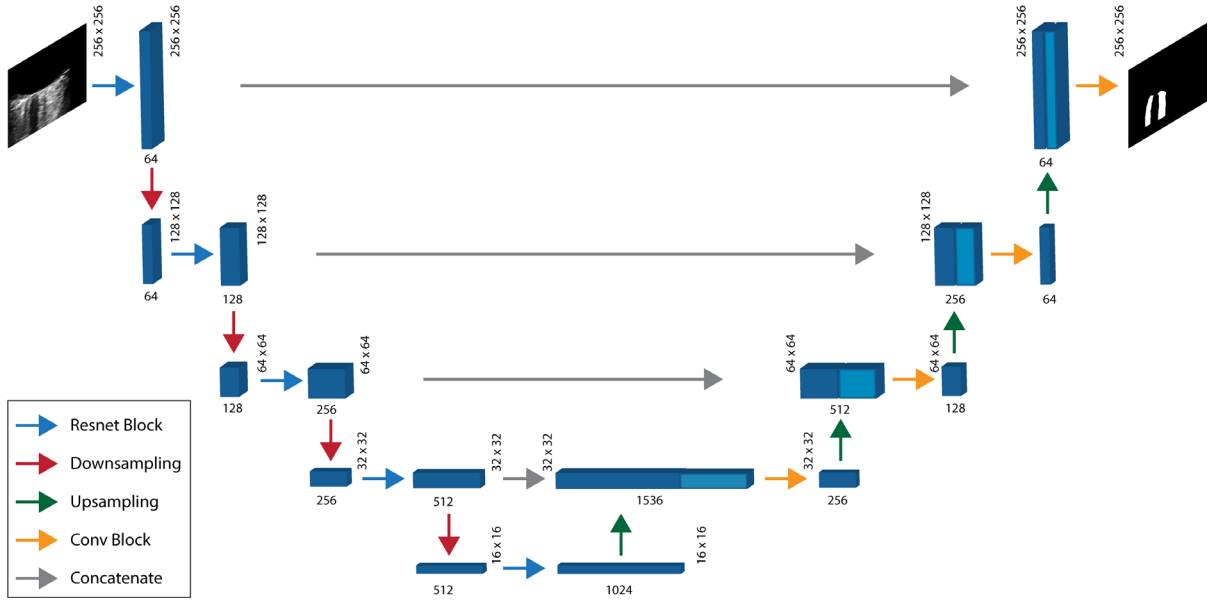 256 x 256
256 x 256
256 x 256
256 x 256
64
64
128 x 128
128 x 128
128 x 128
64
128
256
64
64 x 64
64 x 64
64 x 64
64 x 64
128
256
512
128
Resnet Block
Downsampling
Upsampling
Conv Block
Concatenate
32 x 32
32 x 32
32 x 32
32 x 32
256
512
1536
256
16 x 16
16 x 16
512
1024